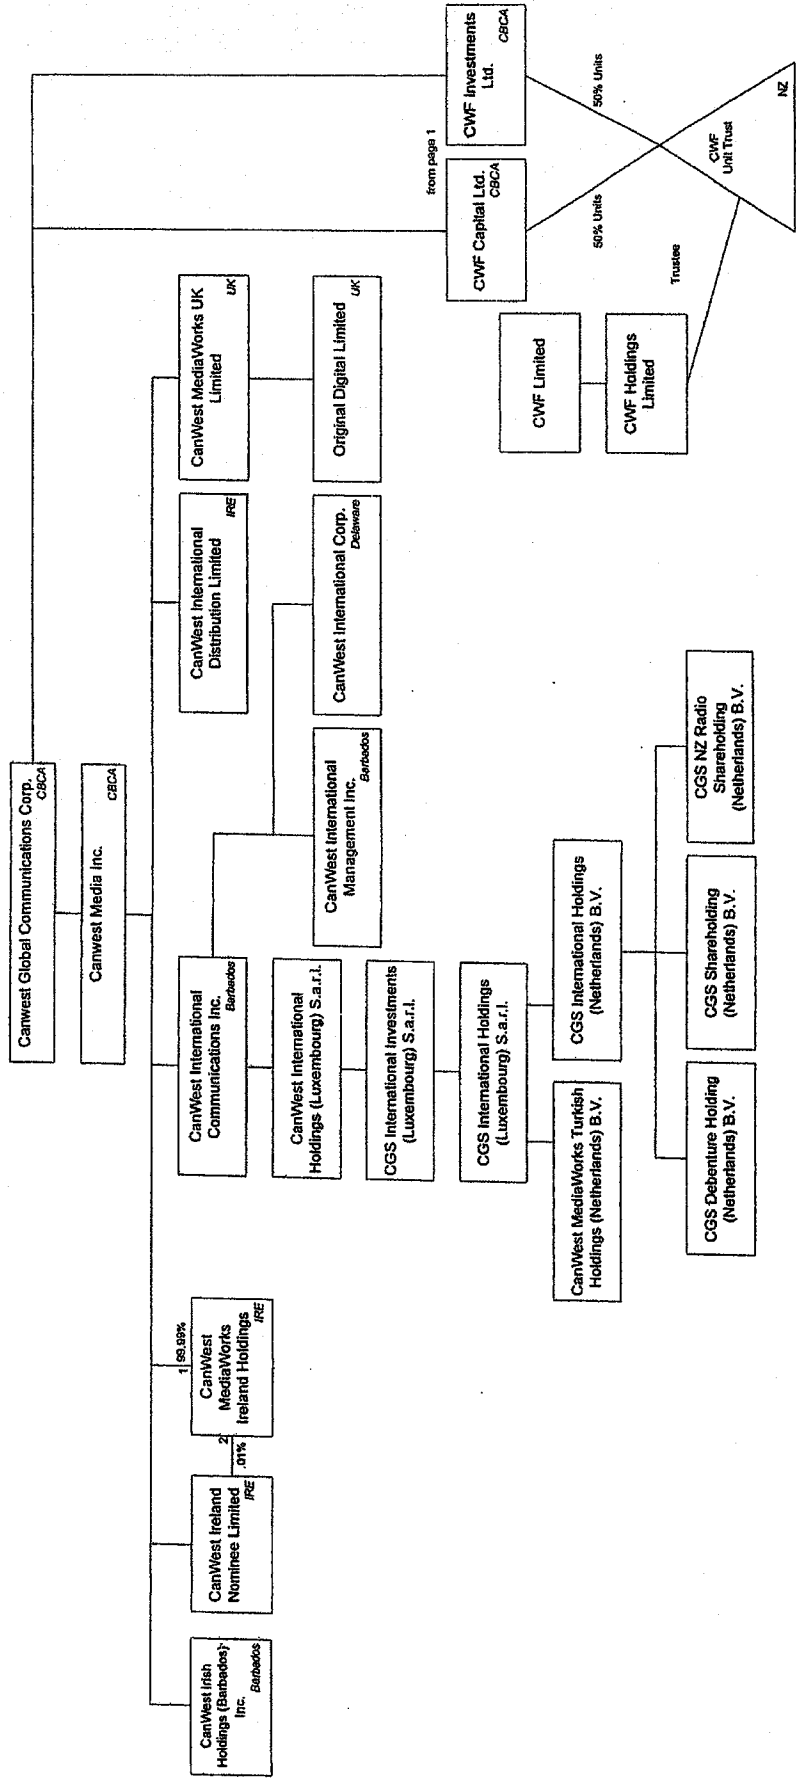 Canwest Global Communications Corp.
CBCA
Canwest Media Inc.
CBCA
CanWest Irish
Holdings (Barbados)
Inc.
Barbados
CanWest Ireland
Nominee Limited
IRE
2
.01%
1
99.99%
CanWest
MediaWorks
Ireland Holdings
IRE
CanWest International
Communications Inc.
Barbados
CanWest International
Distribution Limited
IRE
CanWest MediaWorks UK
Limited
UK
CanWest International
Holdings (Luxembourg) S.a.r.l.
CanWest International
Management Inc.
Barbados
CanWest International Corp.
Delaware
Original Digital Limited
UK
CGS International Investments
(Luxembourg) S.a.r.l.
CGS International Holdings
(Luxembourg) S.a.r.l.
CanWest MediaWorks Turkish
Holdings (Netherlands) B.V.
CGS International Holdings
(Netherlands) B.V.
CGS Debenture Holding
(Netherlands) B.V.
CGS Shareholding
(Netherlands) B.V.
CGS NZ Radio
Shareholding
(Netherlands) B.V.
from page 1
CWF Capital Ltd.
CBCA
CWF Investments
Ltd.
CBCA
CWF Limited
CWF Holdings
Limited
50% Units
50% Units
Trustee
CWF
Unit Trust
NZ